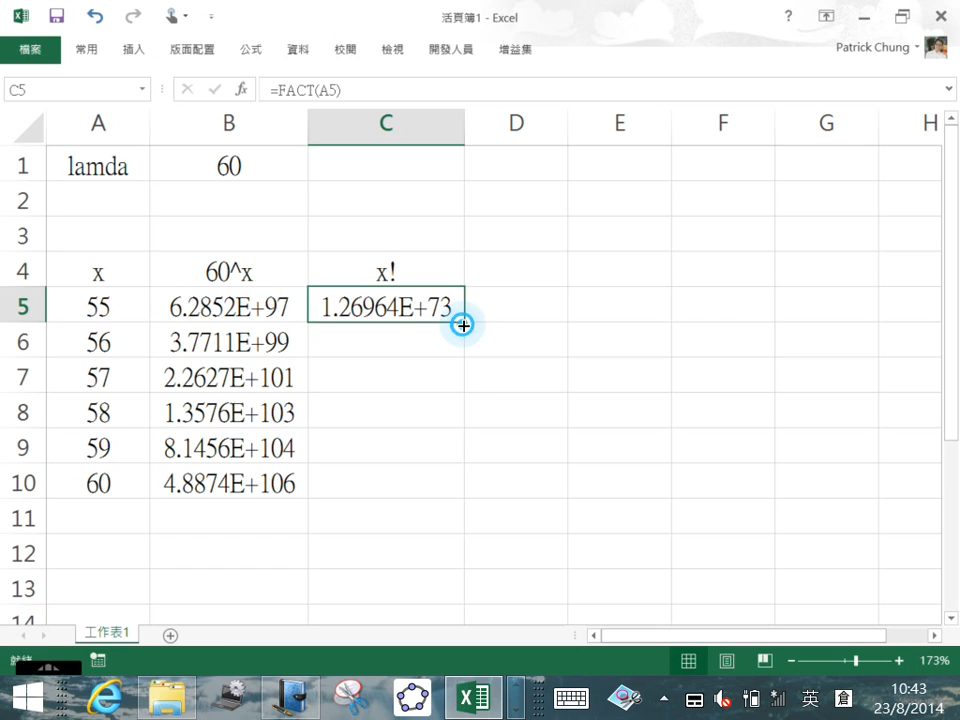 活頁簿1 - Excel
?
檔案 常用 插入 版面配置 公式 資料 校閱 檢視 開發人員 增益集 Patrick Chung
C5 fx =FACT(A5)
A B C D E F G H
1 lamda 60
2
3
4 x 60^x x!
5 55 6.2852E+97 1.26964E+73
6 56 3.7711E+99
7 57 2.2627E+101
8 58 1.3576E+103
9 59 8.1456E+104
10 60 4.8874E+106
11
12
13
14
工作表1
173%
英 倉 10:43
23/8/2014